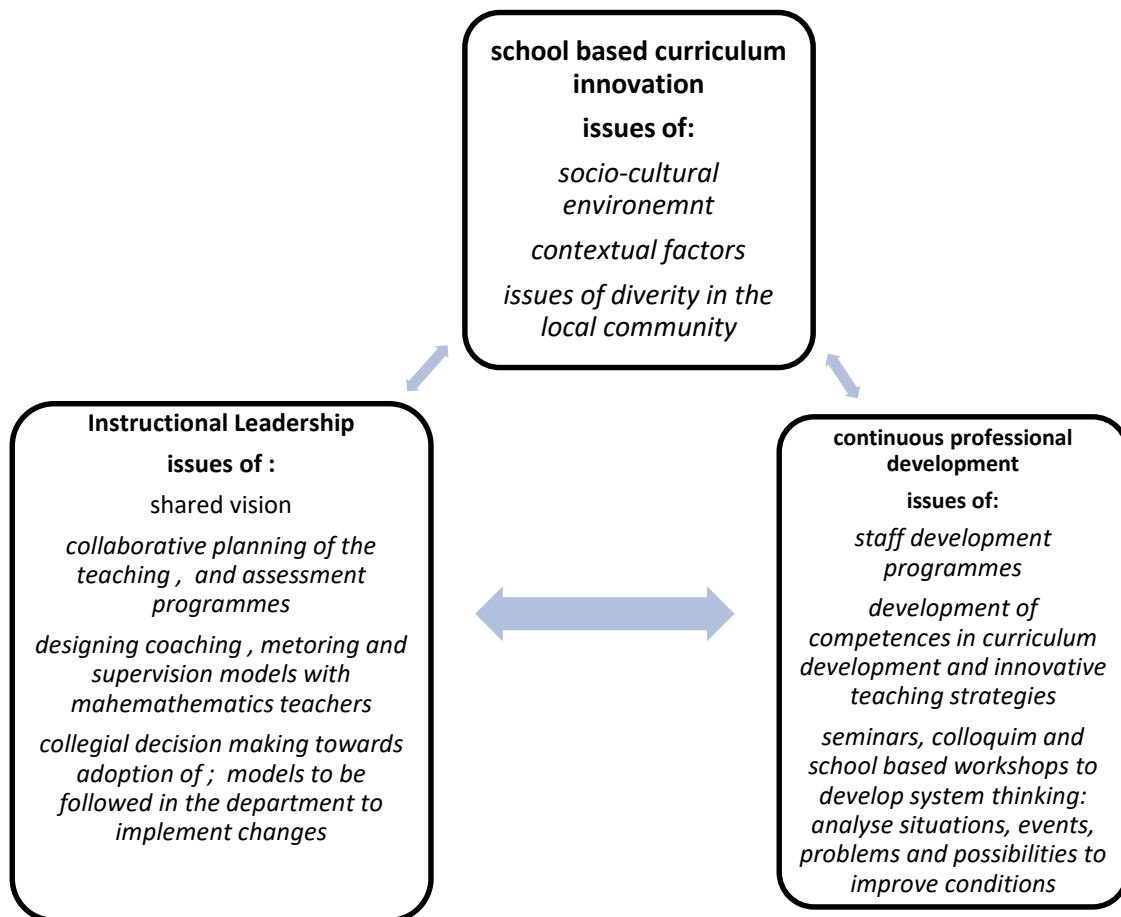 school based curriculum
innovation
issues of:
socio-cultural
environemnt
contextual factors
issues of diverity in the
local community
Instructional Leadership
issues of :
shared vision
collaborative planning of the
teaching ,  and assessment
programmes
designing coaching , metoring and
supervision models with
mahemathematics teachers
collegial decision making towards
adoption of ;  models to be
followed in the department to
implement changes
continuous professional
development
issues of:
staff development
programmes
development of
competences in curriculum
development and innovative
teaching strategies
seminars, colloquim and
school based workshops to
develop system thinking:
analyse situations, events,
problems and possibilities to
improve conditions